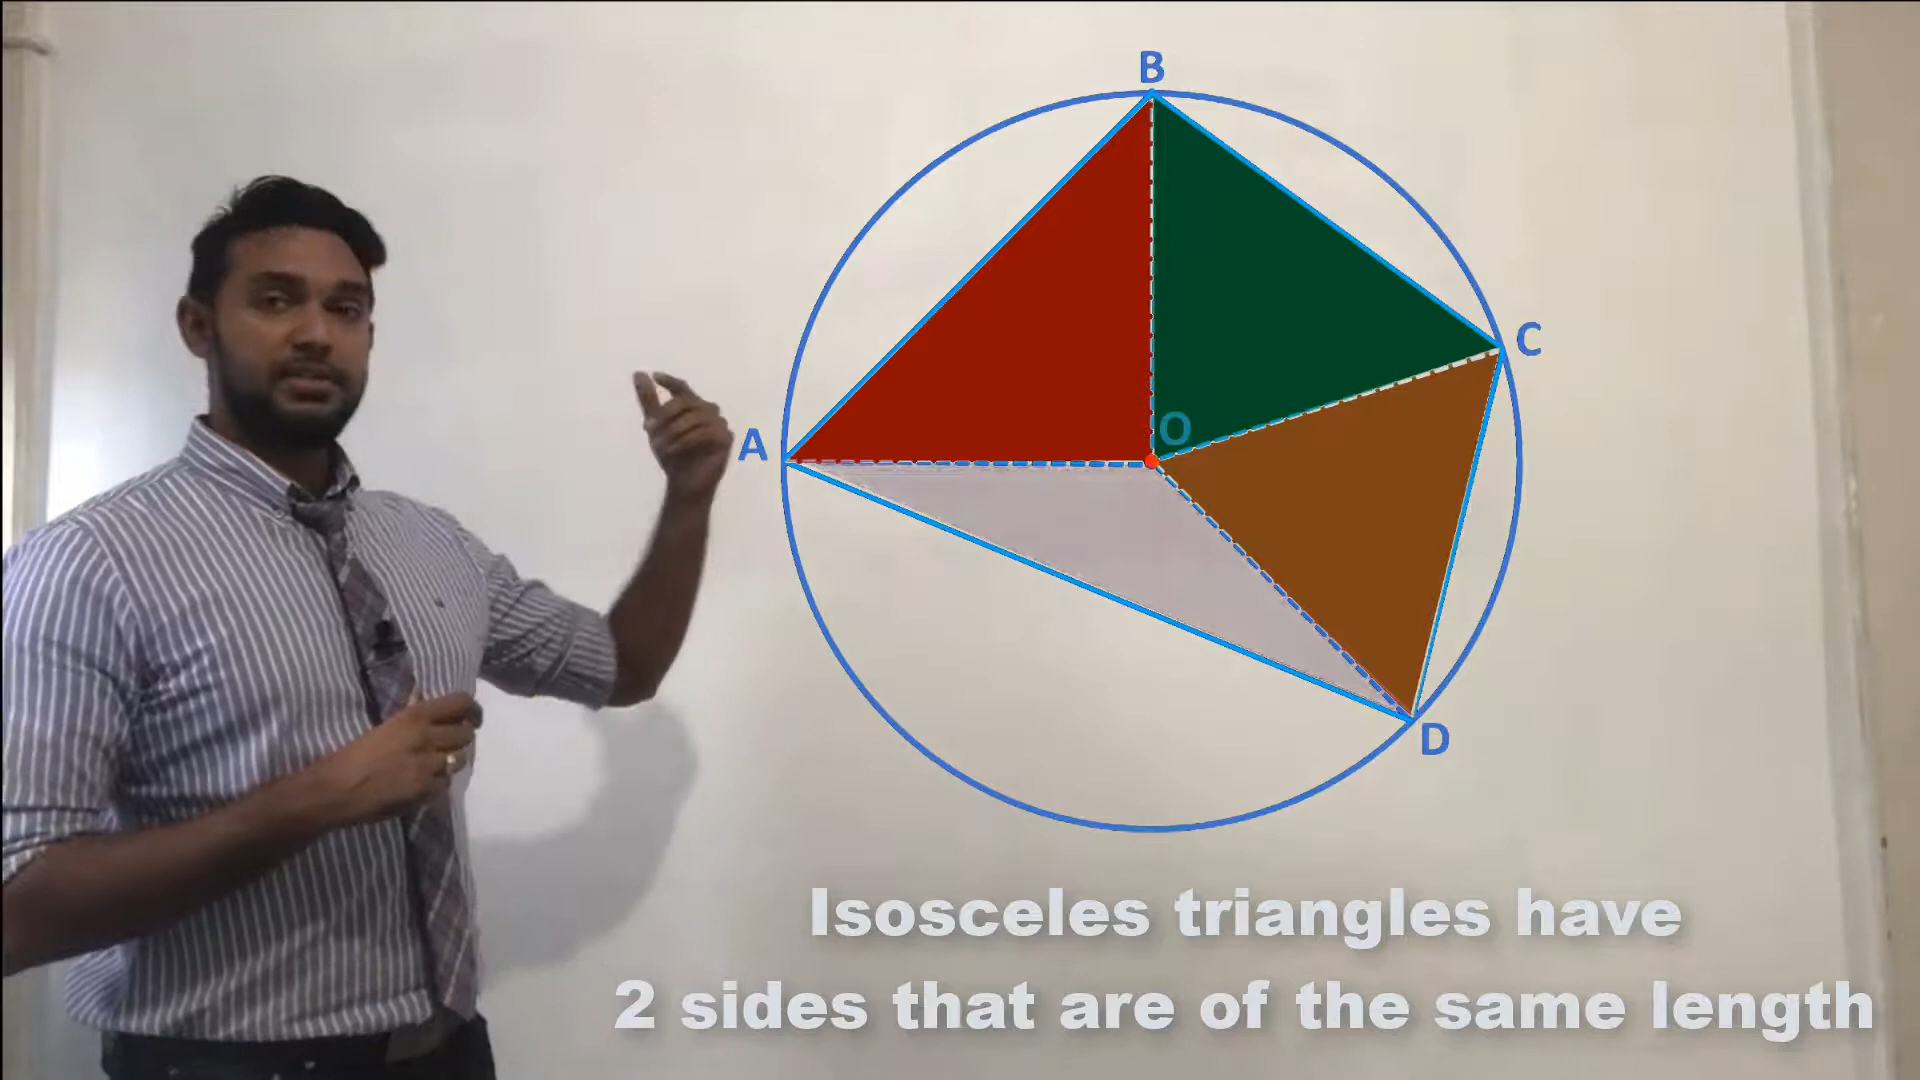 B
C
O
A
D
Isosceles triangles have
2 sides that are of the same length